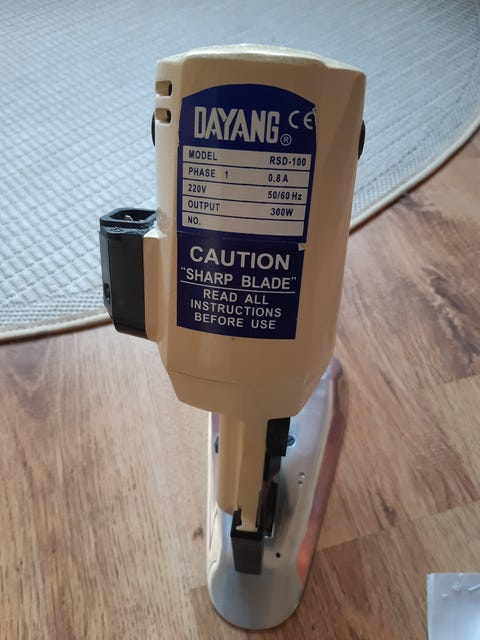 DAYANG® CE
MODEL RSD-100
PHASE 1 0.8 A
220V 50/60 Hz
OUTPUT 300W
NO.
CAUTION
"SHARP BLADE"
READ ALL
INSTRUCTIONS
BEFORE USE